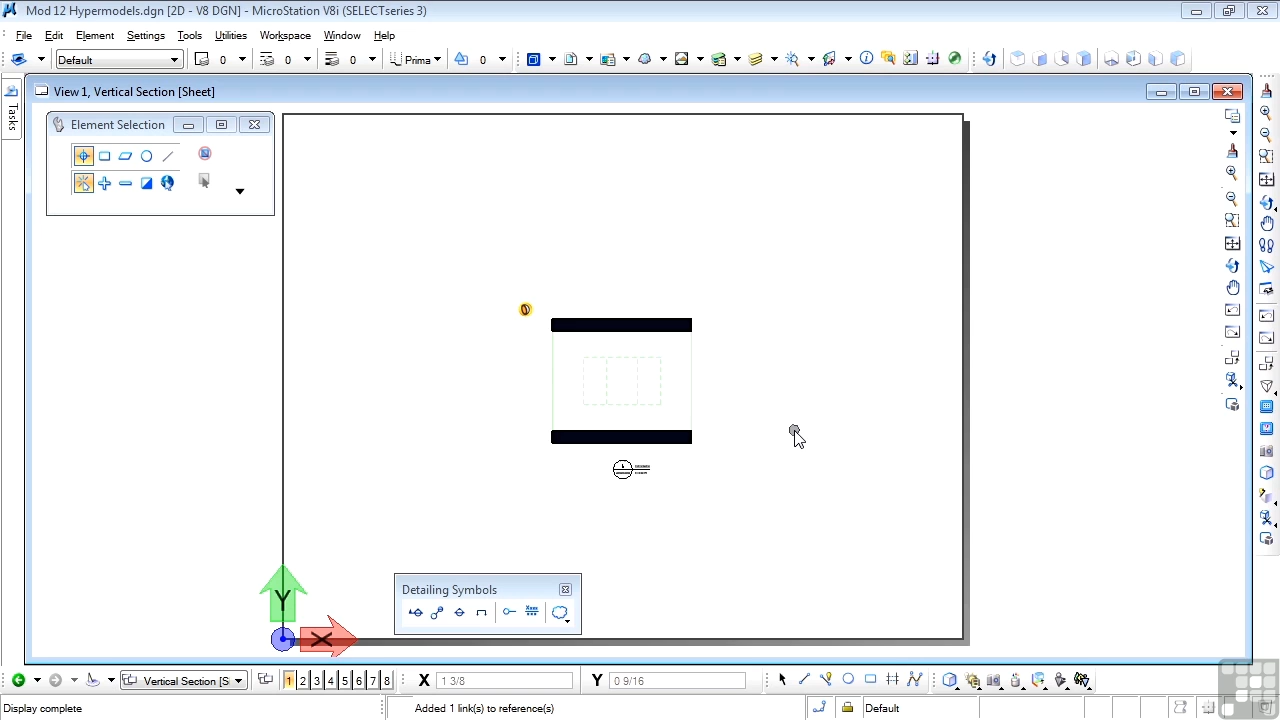 Mod 12 Hypermodels.dgn [2D - V8 DGN] - MicroStation V8i (SELECTseries 3)
File Edit Element Settings Tools Utilities Workspace Window Help
Default 0 0 0 Prima 0
View 1, Vertical Section [Sheet]
Tasks
Element Selection
Y
X
Detailing Symbols
Vertical Section [S 1 2 3 4 5 6 7 8 X 1 3/8 Y 0 9/16
Display complete Added 1 link(s) to reference Default